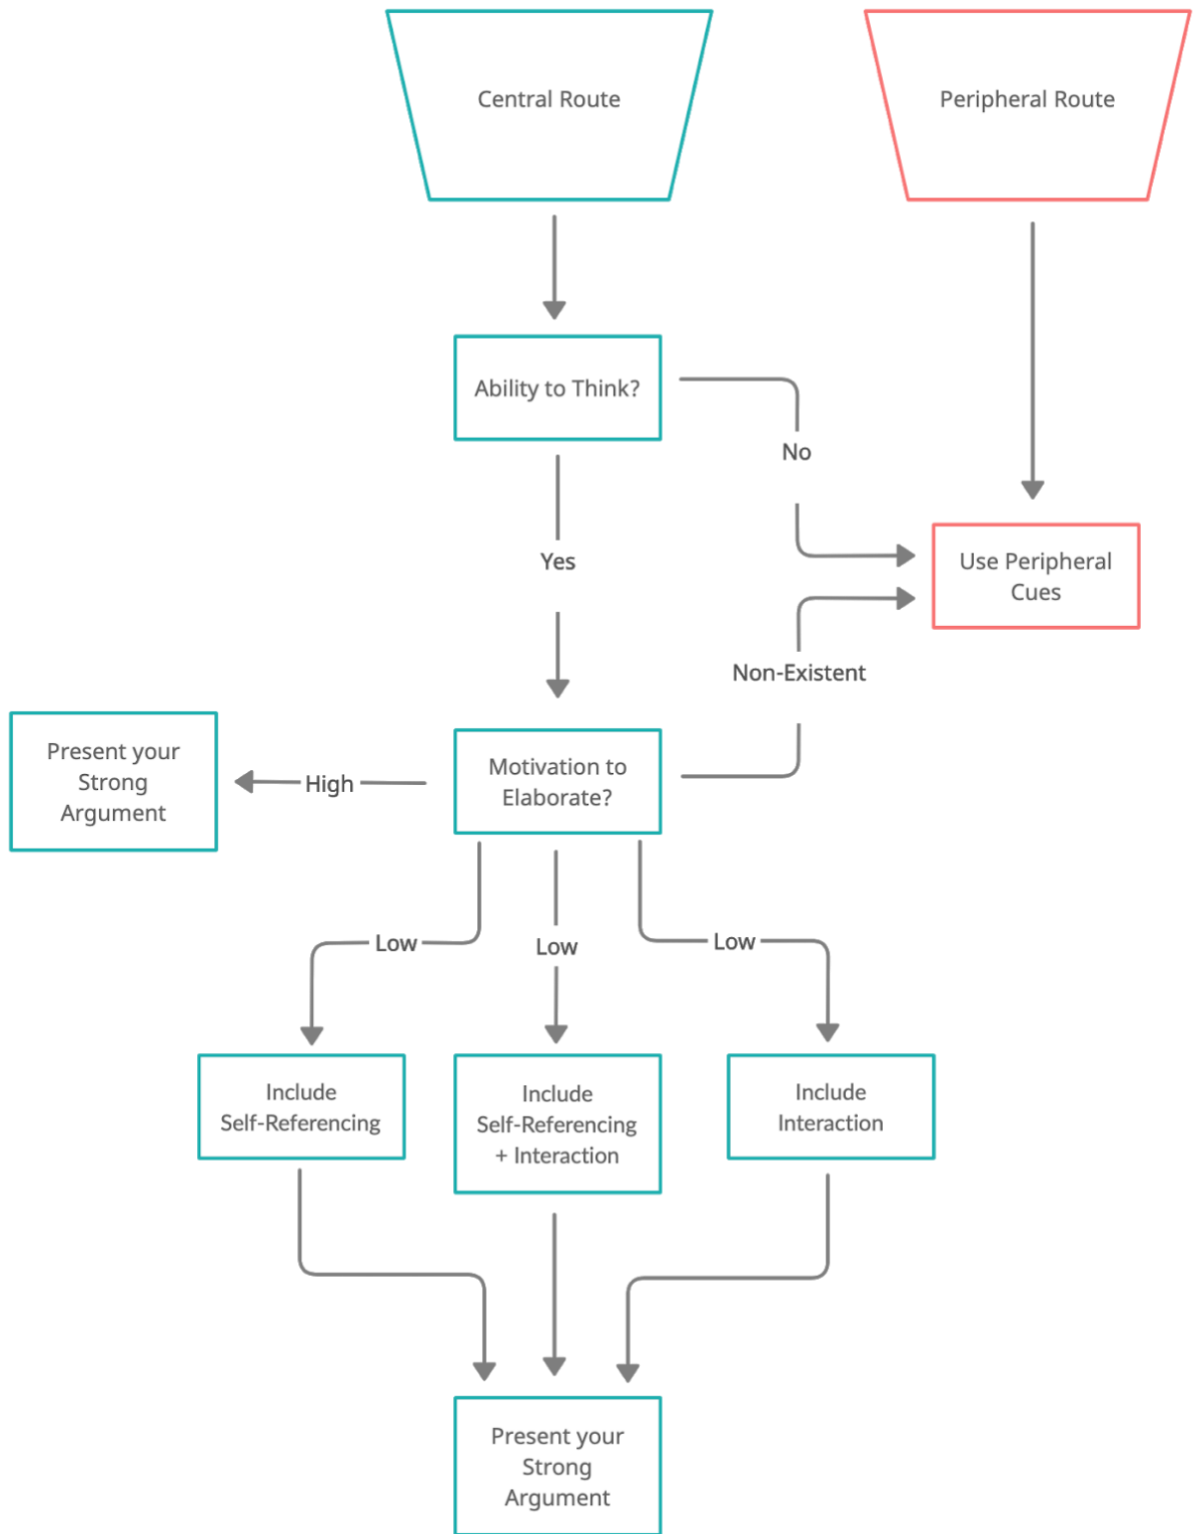 Central Route
Peripheral Route
Ability to Think?
No
Yes
Use Peripheral
Cues
Non-Existent
Present your
Strong
Argument
High
Motivation to
Elaborate?
Low
Low
Low
Include
Self-Referencing
Include
Self-Referencing
+ Interaction
Include
Interaction
Present your
Strong
Argument